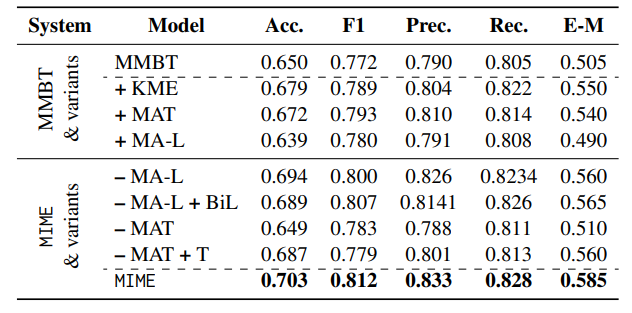 System Model Acc. F1 Prec. Rec. E-M
MMBT & variants
MMBT 0.650 0.772 0.790 0.805 0.505
+ KME 0.679 0.789 0.804 0.822 0.550
+ MAT 0.672 0.793 0.810 0.814 0.540
+ MA-L 0.639 0.780 0.791 0.808 0.490
MIME & variants
– MA-L 0.694 0.800 0.826 0.8234 0.560
– MA-L + BiL 0.689 0.807 0.8141 0.826 0.565
– MAT 0.649 0.783 0.788 0.811 0.510
– MAT + T 0.687 0.779 0.801 0.813 0.560
MIME 0.703 0.812 0.833 0.828 0.585